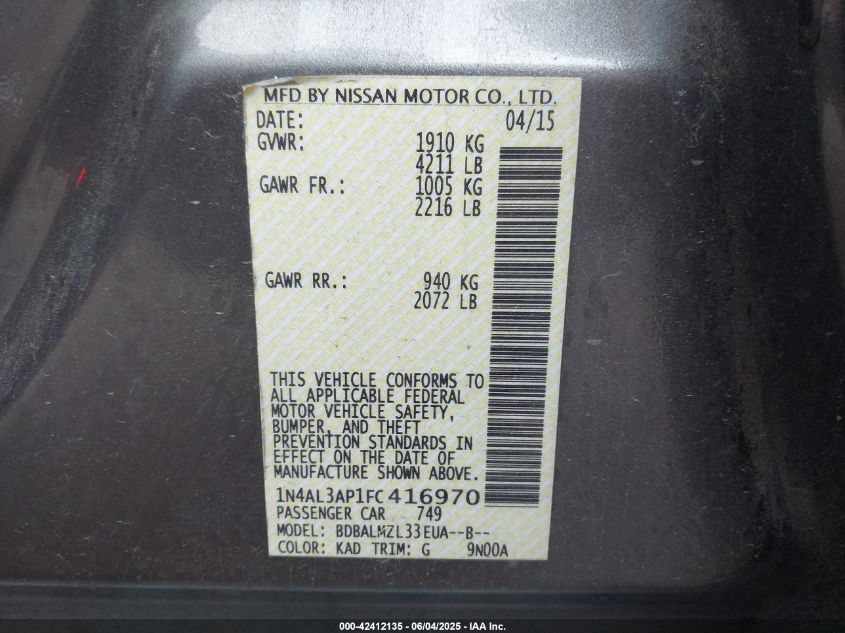 MFD BY NISSAN MOTOR CO., LTD.
DATE: 04/15
GVWR: 1910 KG
4211 LB
GAWR FR.: 1005 KG
2216 LB
GAWR RR.: 940 KG
2072 LB
THIS VEHICLE CONFORMS TO
ALL APPLICABLE FEDERAL
MOTOR VEHICLE SAFETY,
BUMPER, AND THEFT
PREVENTION STANDARDS IN
EFFECT ON THE DATE OF
MANUFACTURE SHOWN ABOVE.
1N4AL3AP1FC416970
PASSENGER CAR 749
MODEL: BDBALMZL33EUA--B--
COLOR: KAD TRIM: G 9N00A
000-42412135 - 06/04/2025 - IAA Inc.